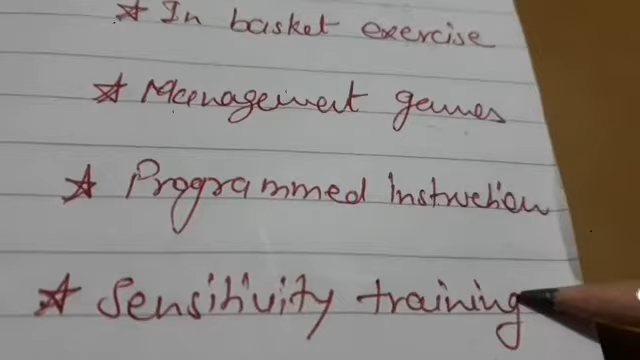 ☆ In basket exercise
☆ Management games
☆ Programmed instruction
☆ Sensitivity training